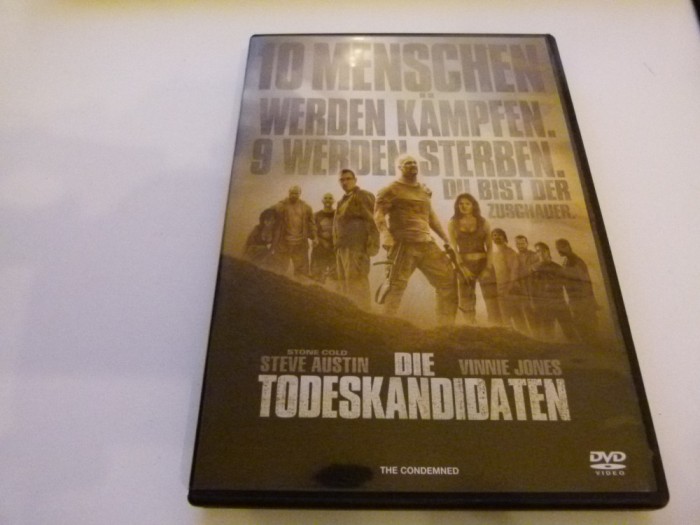 10 MENSCHEN
WERDEN KÄMPFEN.
9 WERDEN STERBEN.
DU BIST DER
ZUSCHAUER.
STONE COLD
STEVE AUSTIN
VINNIE JONES
DIE
TODESKANDIDATEN
THE CONDEMNED
DVD
VIDEO